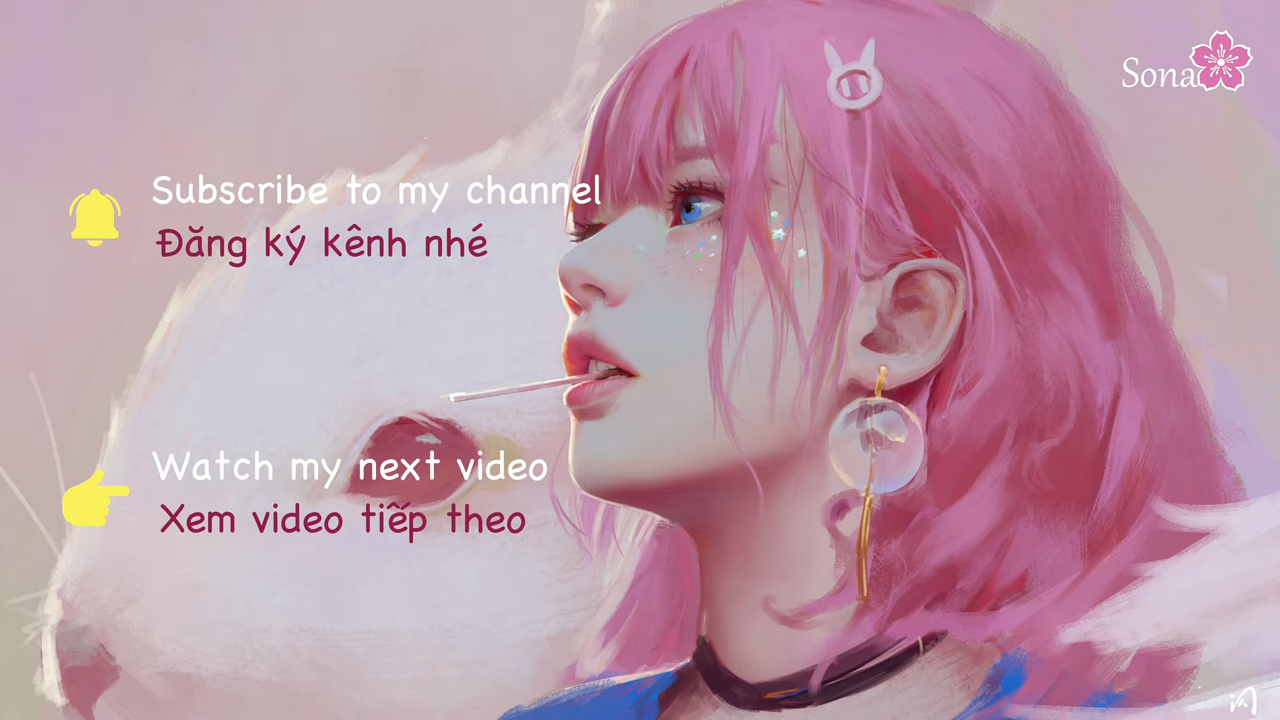 Sona
Subscribe to my channel
Đăng ký kênh nhé
Watch my next video
Xem video tiếp theo